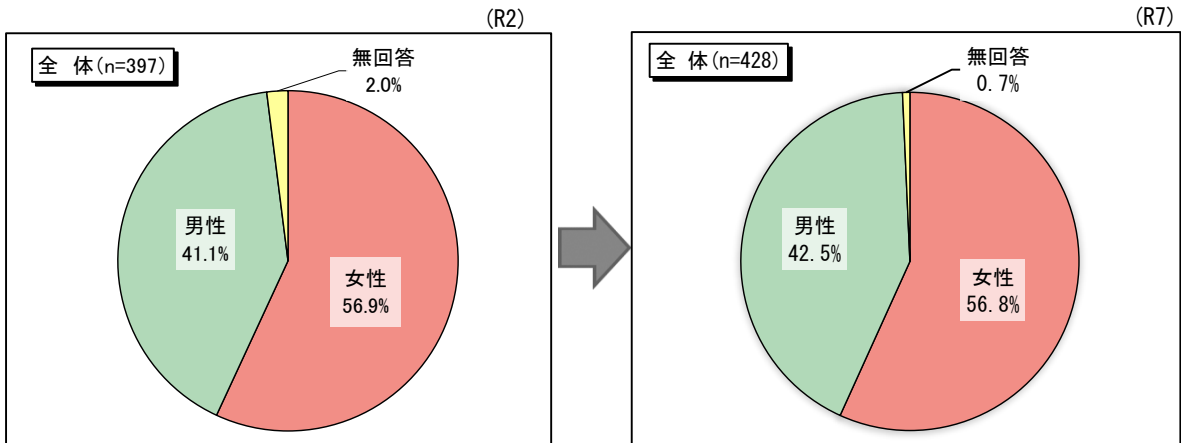 (R2)
全 体(n=397)
無回答
2.0%
男性
41.1%
女性
56.9%
(R7)
全 体(n=428)
無回答
0.7%
男性
42.5%
女性
56.8%